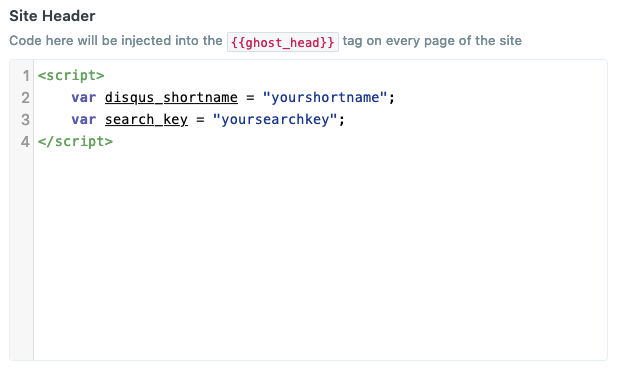 Site Header
Code here will be injected into the {{ghost_head}} tag on every page of the site
1 <script>
2 var disqus_shortname = "yourshortname";
3 var search_key = "yoursearchkey";
4 </script>